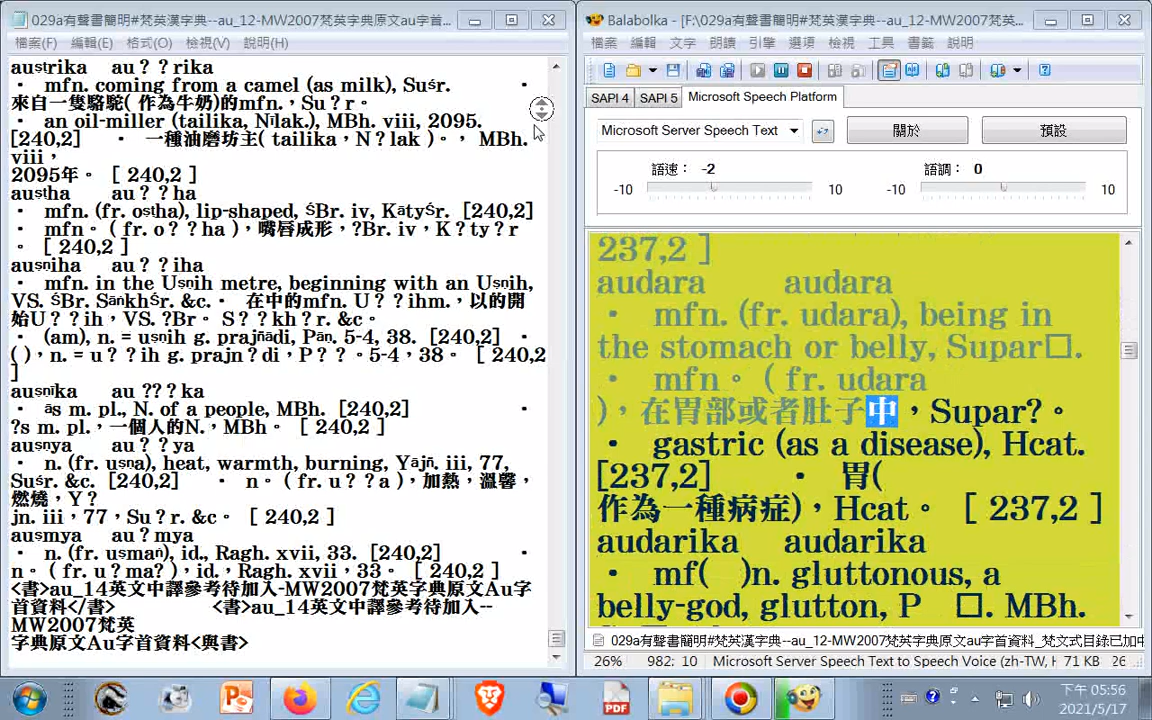 029a有聲書簡明#梵英漢字典--au_12-MW2007梵英字典原文au字首...
檔案(F) 編輯(E) 格式(O) 檢視(V) 說明(H)
auṣṭrika au？？rika
• mfn. coming from a camel (as milk), Suśr. •
來自一隻駱駝( 作為牛奶)的mfn.，Su？r。
• an oil-miller (tailika, Nīlak.), MBh. viii, 2095.
[240,2] • 一種油磨坊主( tailika，N？lak )。， MBh.
viii，
2095年。 [ 240,2 ]
auṣṭha au？？ha
• mfn. (fr. oṣṭha), lip-shaped, ŚBr. iv, KātyŚr. [240,2]
• mfn。( fr. o？？ha )，嘴唇成形，?Br. iv，K？ty？r
。 [ 240,2 ]
auṣṇiha au？？iha
• mfn. in the Uṣṇih metre, beginning with an Uṣṇih,
VS. ŚBr. SāṅkhŚr. &c. • 在中的mfn. U？？ihm.，以的開
始U？？ih，VS. ?Br。 S？？kh？r. &c。
• (am), n. = uṣṇih g. prajñādi, Pāṇ. 5-4, 38. [240,2]
( )，n. = u？？ih g. prajn？di，P？？。5-4，38。 [ 240,2
]
auṣṇīka au ???ka
• ās m. pl., N. of a people, MBh. [240,2] •
?s m. pl.，一個人的N.，MBh。 [ 240,2 ]
auṣṇya au？？ya
• n. (fr. uṣṇa), heat, warmth, burning, Yājñ. iii, 77,
Suśr. &c. [240,2] • n。( fr. u？？a )，加熱，溫馨，
燃燒，Y？
jn. iii，77，Su？r. &c。 [ 240,2 ]
auṣmya au？mya
• n. (fr. uṣman), id., Ragh. xvii, 33. [240,2] •
n。( fr. u？ma? )，id.，Ragh. xvii，33。 [ 240,2 ]
<書>au_14英文中譯參考待加入-MW2007梵英字典原文Au字
首資料</書> <書>au_14英文中譯參考待加入--
MW2007梵英
字典原文Au字首資料<與書>
Balabolka - [F:\029a有聲書簡明#梵英漢字典--au_12-MW2007梵英...
檔案 編輯 文字 朗讀 引擎 選項 檢視 工具 書籤 說明
SAPI 4 SAPI 5 Microsoft Speech Platform
Microsoft Server Speech Text 關於 預設
語速： -2 語調： 0
-10 10 -10 10
237,2 ]
audara audara
• mfn. (fr. udara), being in
the stomach or belly, Supar□.
• mfn。( fr. udara
)，在胃部或者肚子中，Supar?。
• gastric (as a disease), Hcat.
[237,2] • 胃(
作為一種病症)，Hcat。 [ 237,2 ]
audarika audarika
• mf( )n. gluttonous, a
belly-god, glutton, P □. MBh.
029a有聲書簡明#梵英漢字典--au_12-MW2007梵英字典原文au字首資料_梵文式目錄已加中
26% 982: 10 Microsoft Server Speech Text to Speech Voice (zh-TW, H 71 KB 26
下午 05:56
2021/5/17